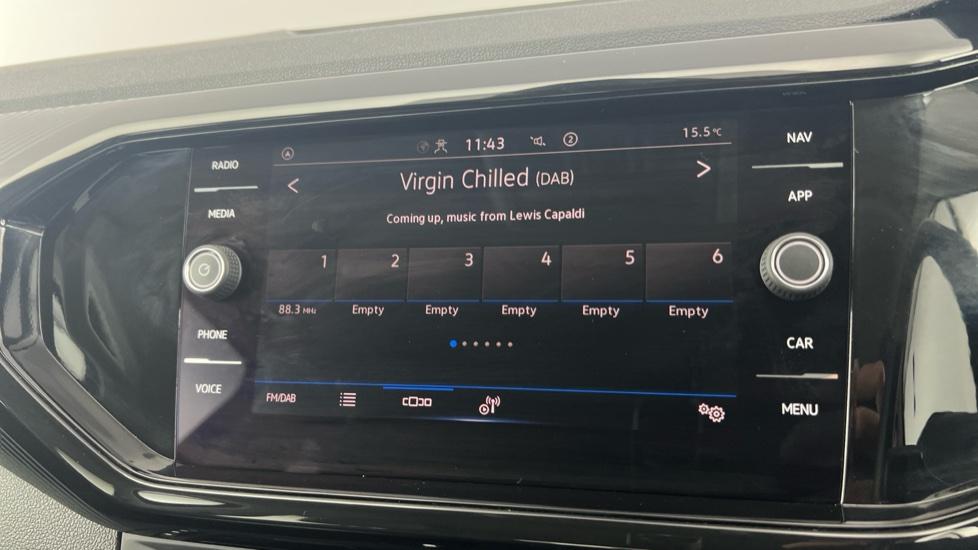 RADIO
MEDIA
PHONE
VOICE
11:43
2
15.5°C
A
< Virgin Chilled (DAB) >
Coming up, music from Lewis Capaldi
1 2 3 4 5 6
88.3 MHz Empty Empty Empty Empty Empty
FM/DAB
NAV
APP
CAR
MENU